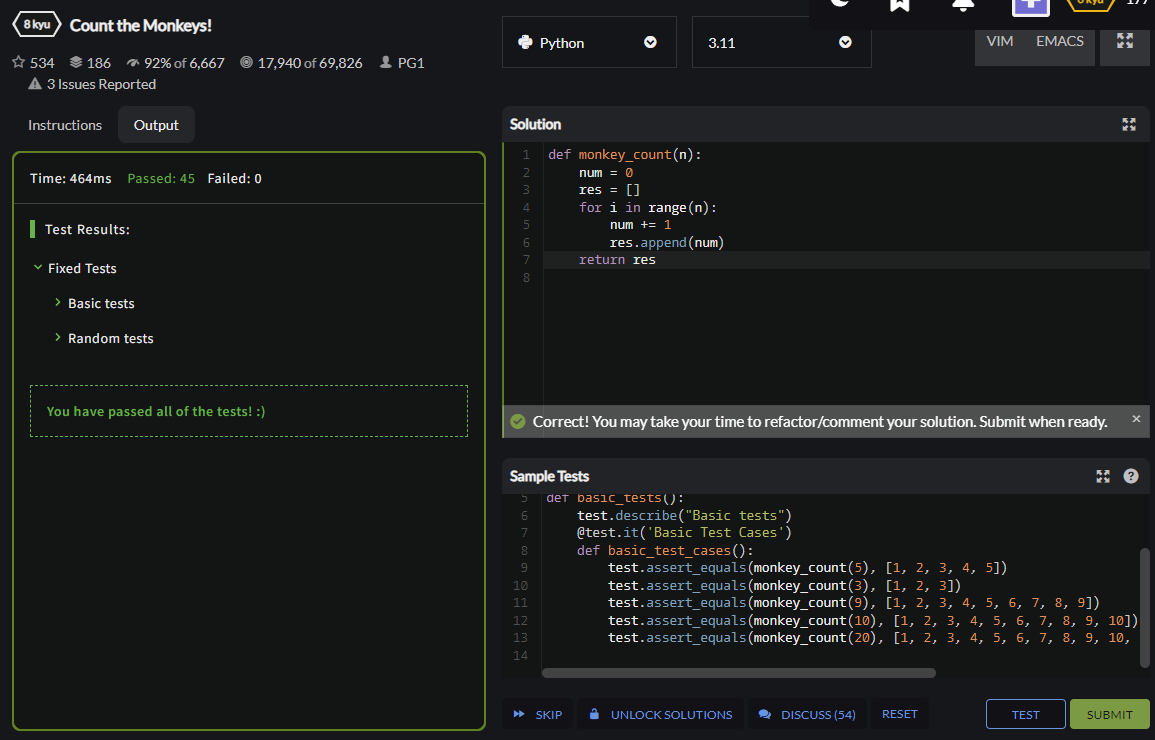 8 kyu Count the Monkeys!
534 186 92% of 6,667 17,940 of 69,826 PG1
3 Issues Reported
Instructions Output
Time: 464ms Passed: 45 Failed: 0
Test Results:
Fixed Tests
Basic tests
Random tests
You have passed all of the tests! :)
Python 3.11 VIM EMACS
Solution
1 def monkey_count(n):
2     num = 0
3     res = []
4     for i in range(n):
5         num += 1
6         res.append(num)
7     return res
8
Correct! You may take your time to refactor/comment your solution. Submit when ready. ×
Sample Tests ?
5 def basic_tests():
6     test.describe("Basic tests")
7     @test.it('Basic Test Cases')
8     def basic_test_cases():
9         test.assert_equals(monkey_count(5), [1, 2, 3, 4, 5])
10         test.assert_equals(monkey_count(3), [1, 2, 3])
11         test.assert_equals(monkey_count(9), [1, 2, 3, 4, 5, 6, 7, 8, 9])
12         test.assert_equals(monkey_count(10), [1, 2, 3, 4, 5, 6, 7, 8, 9, 10])
13         test.assert_equals(monkey_count(20), [1, 2, 3, 4, 5, 6, 7, 8, 9, 10,
14
SKIP UNLOCK SOLUTIONS DISCUSS (54) RESET TEST SUBMIT